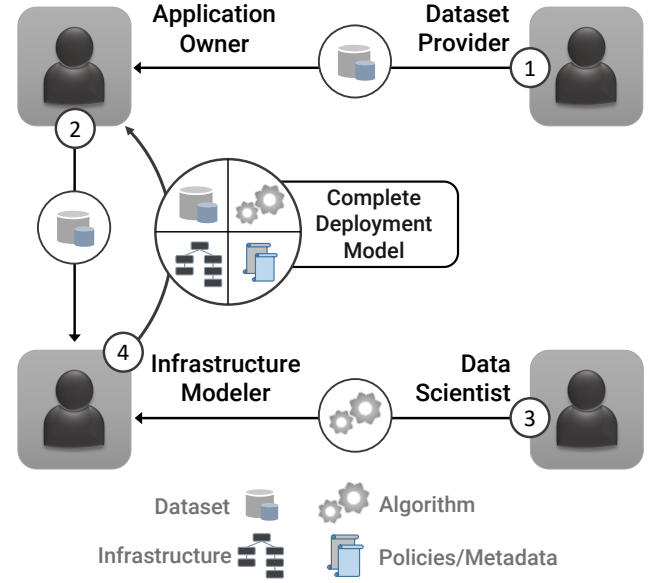 Application
Owner
Dataset
Provider
1
2
Complete
Deployment
Model
4
Infrastructure
Modeler
Data
Scientist
3
Dataset
Algorithm
Infrastructure
Policies/Metadata